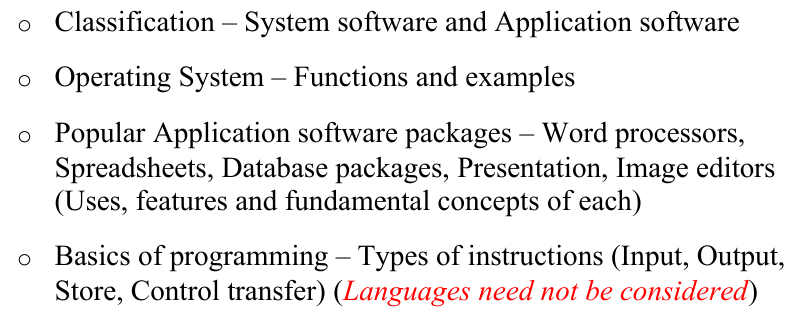 o Classification – System software and Application software
o Operating System – Functions and examples
o Popular Application software packages – Word processors,
Spreadsheets, Database packages, Presentation, Image editors
(Uses, features and fundamental concepts of each)
o Basics of programming – Types of instructions (Input, Output,
Store, Control transfer) (Languages need not be considered)